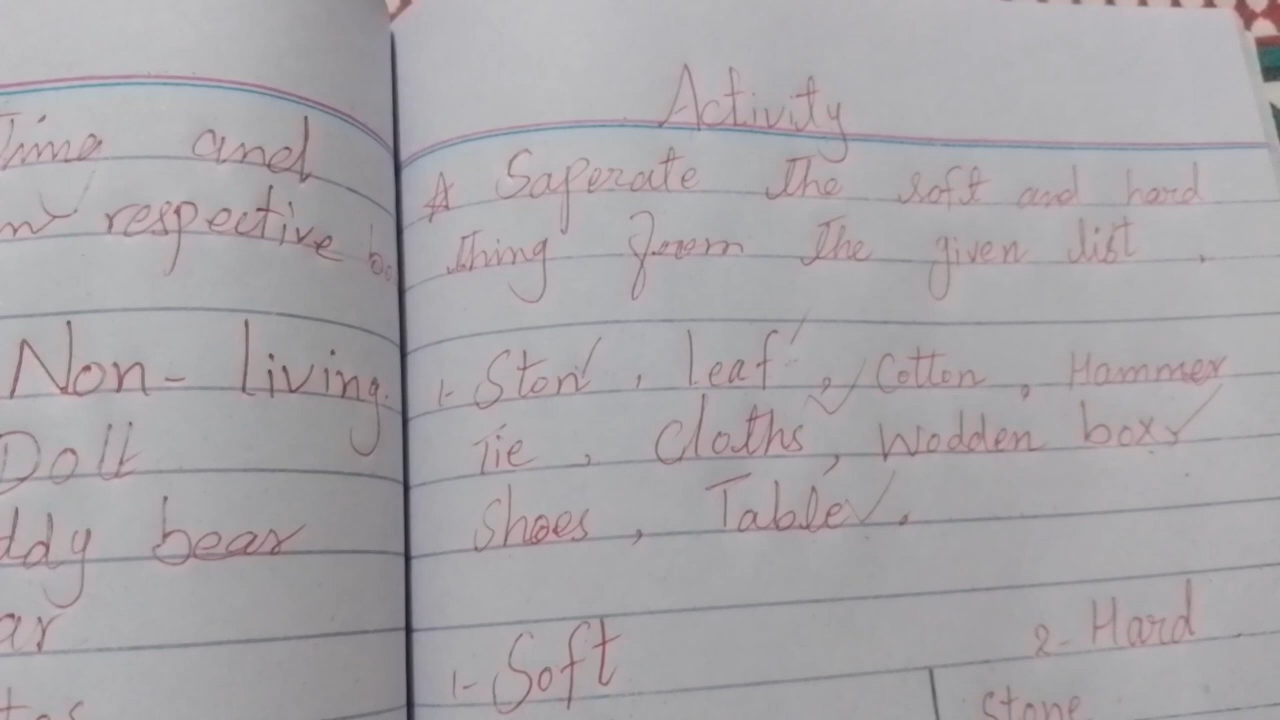 and
respective
Non- living
Doll
ddy bear
ar
Activity
Saperate the soft and hard
thing from the given list .
1- Ston , leaf , Cotton , Hammer
Tie , Cloths , Wodden box
Shoes , Table .
1- Soft
2- Hard
Stone